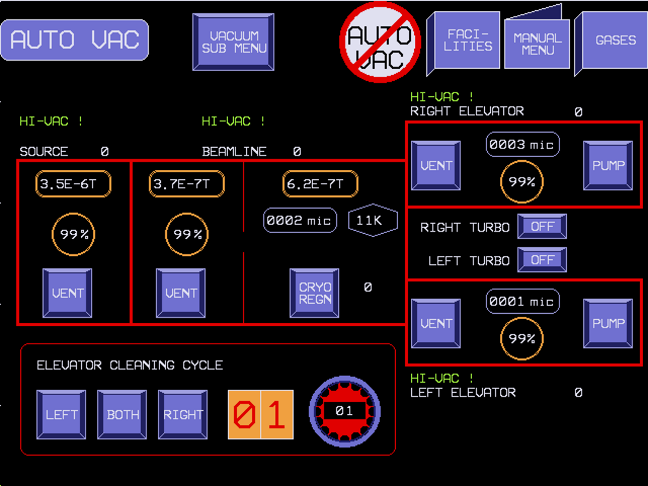 AUTO VAC
VACUUM
SUB MENU
AUTO
VAC
FACI-
LITIES
MANUAL
MENU
GASES
HI-VAC !
SOURCE 0
HI-VAC !
BEAMLINE 0
HI-VAC !
RIGHT ELEVATOR 0
3.5E-6T
3.7E-7T
6.2E-7T
0002 mic
11K
99%
99%
VENT
VENT
CRYO
REGN
0
VENT
0003 mic
99%
PUMP
RIGHT TURBO OFF
LEFT TURBO OFF
VENT
0001 mic
99%
PUMP
HI-VAC !
LEFT ELEVATOR 0
ELEVATOR CLEANING CYCLE
LEFT
BOTH
RIGHT
01
01